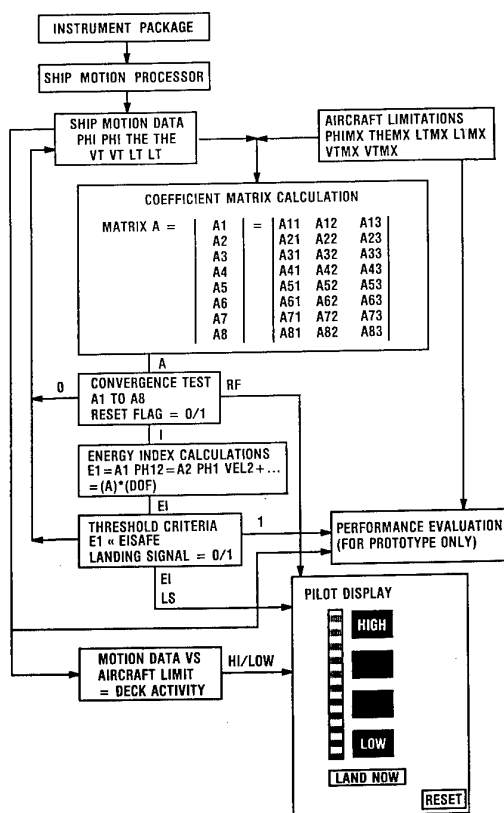 INSTRUMENT PACKAGE
SHIP MOTION PROCESSOR
SHIP MOTION DATA
PHI PHI THE THE
VT VT LT LT
AIRCRAFT LIMITATIONS
PHIMX THEMX LTMX LTMX
VTMX VTMX
COEFFICIENT MATRIX CALCULATION
MATRIX A = A1 = A11 A12 A13
A2 A21 A22 A23
A3 A31 A32 A33
A4 A41 A42 A43
A5 A51 A52 A53
A6 A61 A62 A63
A7 A71 A72 A73
A8 A81 A82 A83
A
0
CONVERGENCE TEST
A1 TO A8
RESET FLAG = 0/1
RF
I
ENERGY INDEX CALCULATIONS
E1 = A1 PH12 = A2 PH1 VEL2 + ...
= (A)*(DOF)
EI
THRESHOLD CRITERIA
E1 « EISAFE
LANDING SIGNAL = 0/1
1
PERFORMANCE EVALUATION
(FOR PROTOTYPE ONLY)
EI
LS
MOTION DATA VS
AIRCRAFT LIMIT
= DECK ACTIVITY
HI/LOW
PILOT DISPLAY
HIGH
LOW
LAND NOW
RESET